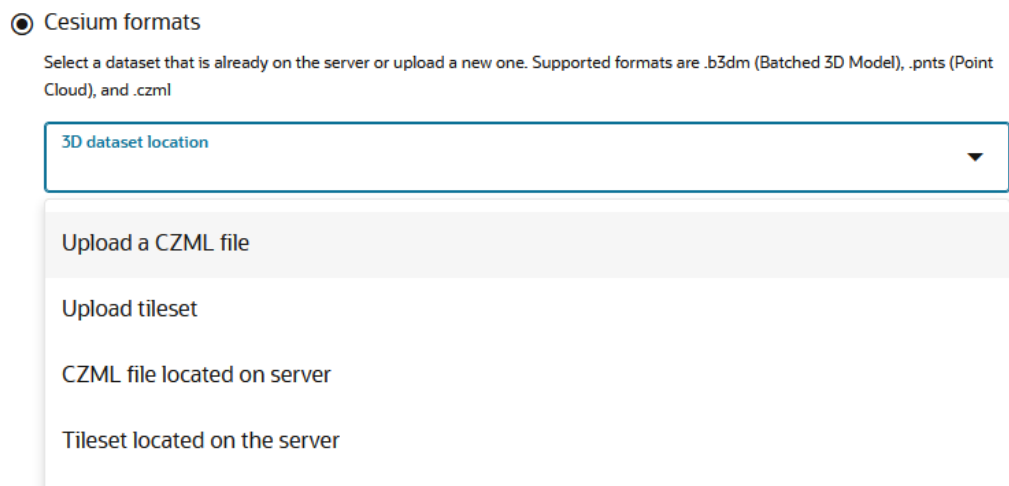 Cesium formats
Select a dataset that is already on the server or upload a new one. Supported formats are .b3dm (Batched 3D Model), .pnts (Point
Cloud), and .czml
3D dataset location
Upload a CZML file
Upload tileset
CZML file located on server
Tileset located on the server